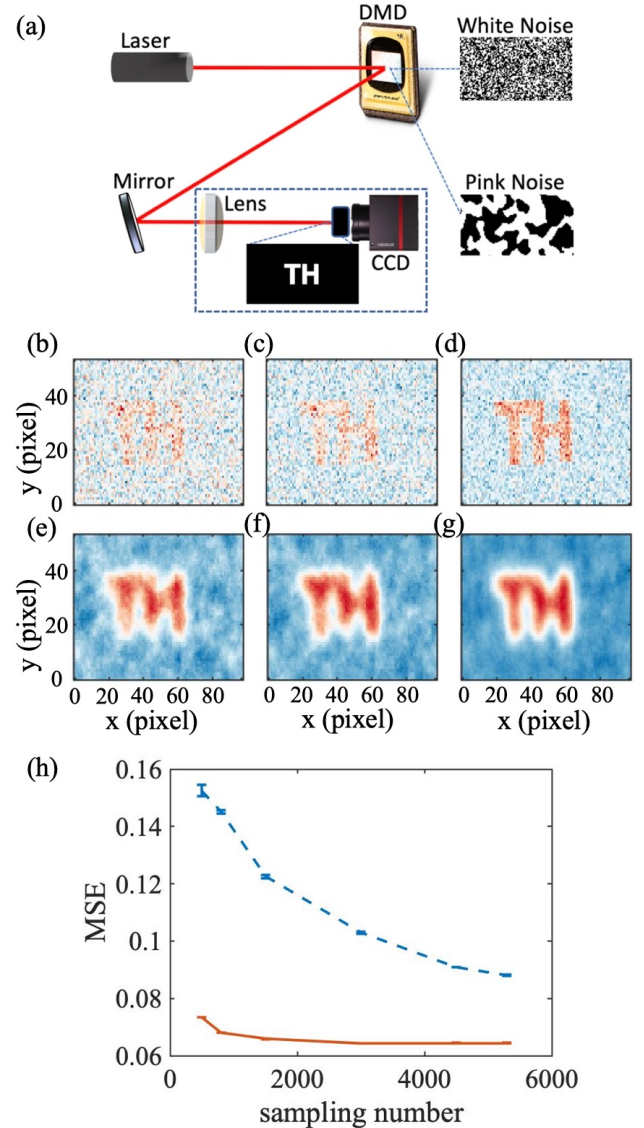 (a)
Laser
DMD
White Noise
Mirror
Lens
Pink Noise
TH
CCD
(b)
(c)
(d)
40
20
0
y (pixel)
(e)
(f)
(g)
40
20
0
y (pixel)
0 20 40 60 80
0 20 40 60 80
0 20 40 60 80
x (pixel)
x (pixel)
x (pixel)
(h)
0.16
0.14
0.12
0.1
0.08
0.06
MSE
0
2000
4000
6000
sampling number